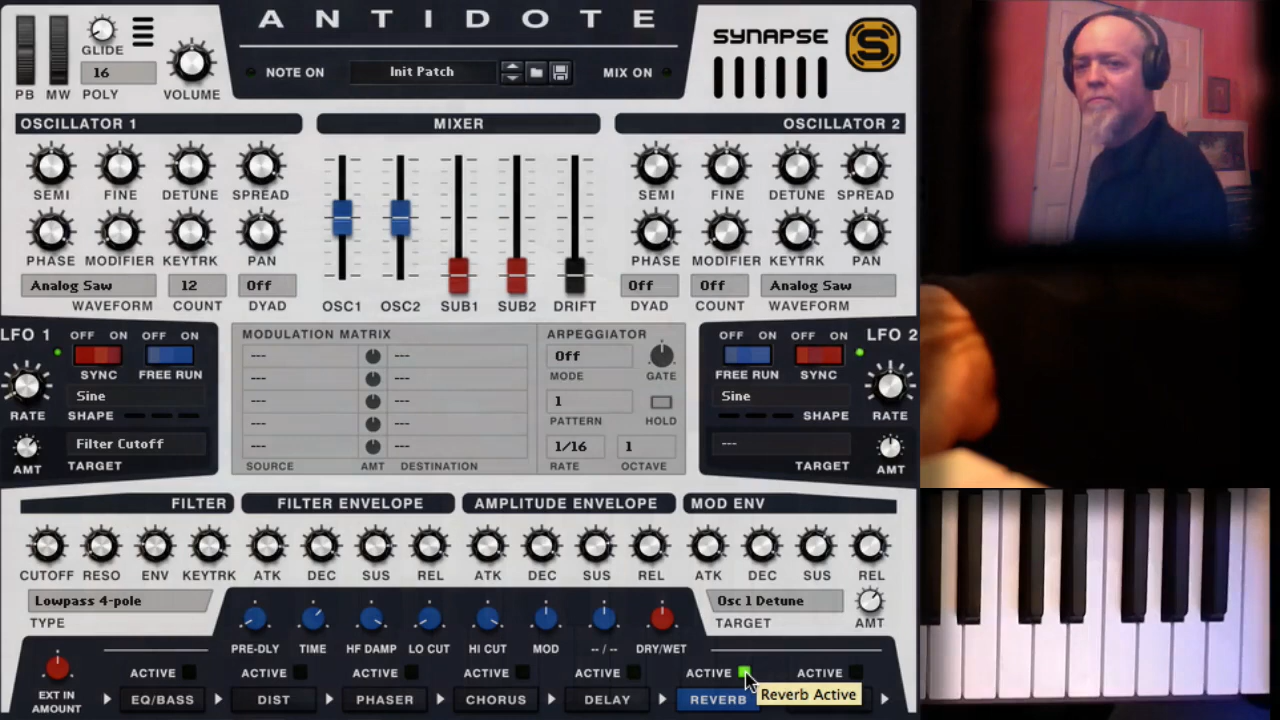 ANTIDOTE
GLIDE
16
PB MW POLY VOLUME
NOTE ON Init Patch MIX ON
SYNAPSE
S
OSCILLATOR 1 MIXER OSCILLATOR 2
SEMI FINE DETUNE SPREAD SEMI FINE DETUNE SPREAD
PHASE MODIFIER KEYTRK PAN PHASE MODIFIER KEYTRK PAN
Analog Saw 12 Off Off Off Analog Saw
WAVEFORM COUNT DYAD OSC1 OSC2 SUB1 SUB2 DRIFT DYAD COUNT WAVEFORM
LFO 1 OFF ON OFF ON
SYNC FREE RUN
Sine
RATE SHAPE
Filter Cutoff
AMT TARGET
MODULATION MATRIX
--- ---
--- ---
--- ---
--- ---
--- ---
SOURCE AMT DESTINATION
ARPEGGIATOR
Off
MODE GATE
1
PATTERN HOLD
1/16 1
RATE OCTAVE
OFF ON OFF ON LFO 2
FREE RUN SYNC
Sine
SHAPE RATE
---
TARGET AMT
FILTER FILTER ENVELOPE AMPLITUDE ENVELOPE MOD ENV
CUTOFF RESO ENV KEYTRK ATK DEC SUS REL ATK DEC SUS REL ATK DEC SUS REL
Lowpass 4-pole Osc 1 Detune
TYPE TARGET AMT
PRE-DLY TIME HF DAMP LO CUT HI CUT MOD --/-- DRY/WET
ACTIVE ACTIVE ACTIVE ACTIVE ACTIVE ACTIVE ACTIVE
EXT IN
AMOUNT
EQ/BASS DIST PHASER CHORUS DELAY REVERB
Reverb Active